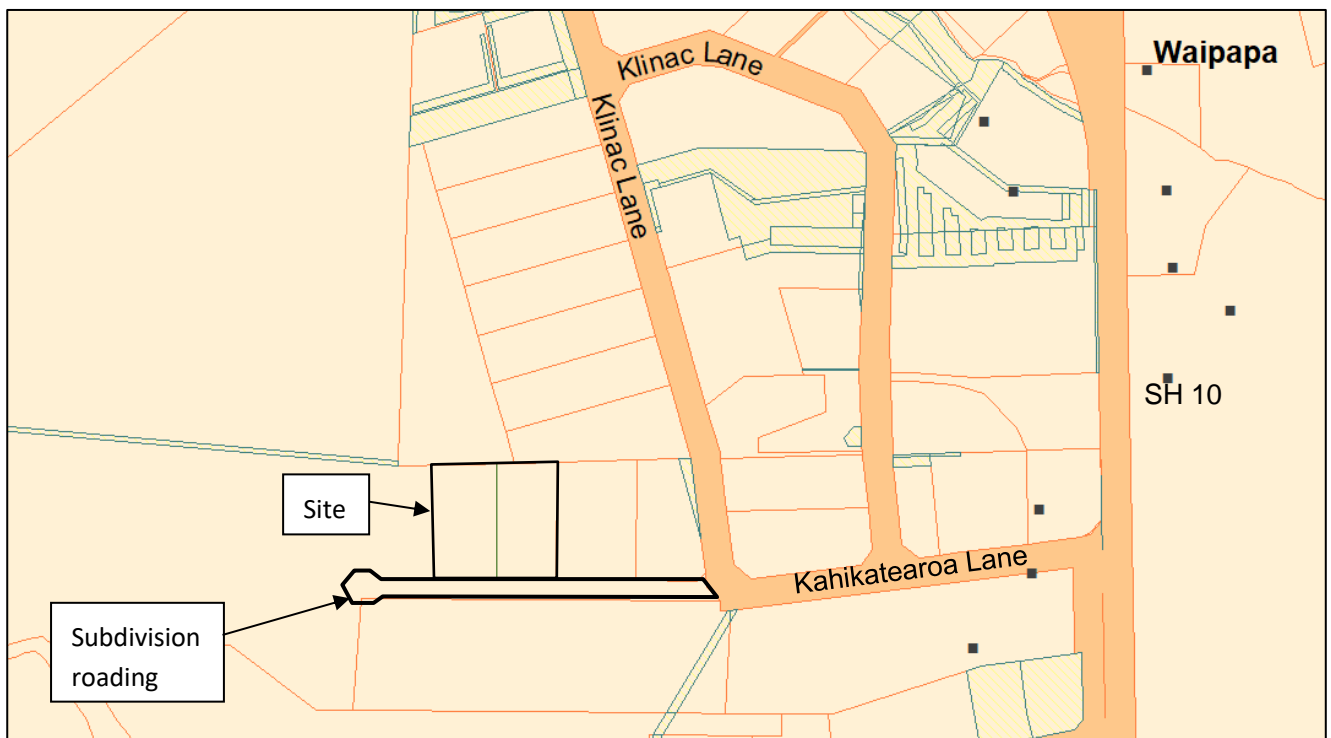 Waipapa
Klinac Lane
Klinac Lane
SH 10
Site
Kahikatearoa Lane
Subdivision
roading